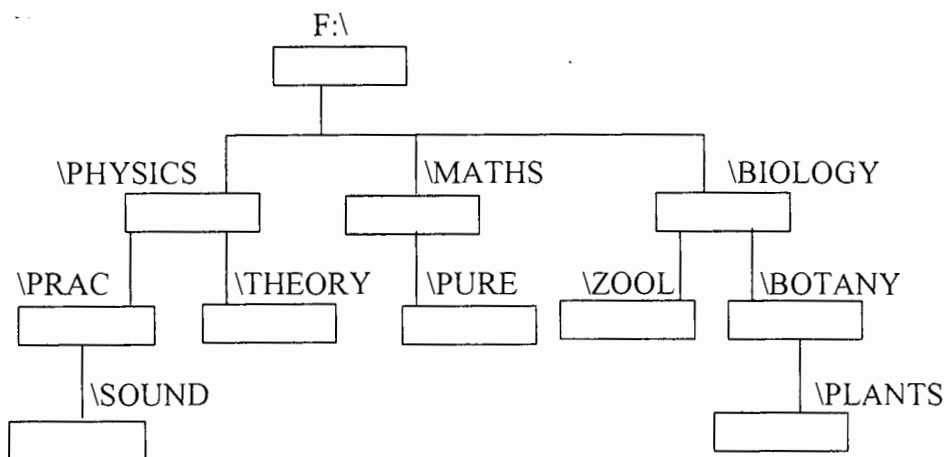 F:\
\PHYSICS
\MATHS
\BIOLOGY
\PRAC
\THEORY
\PURE
\ZOOL
\BOTANY
\SOUND
\PLANTS